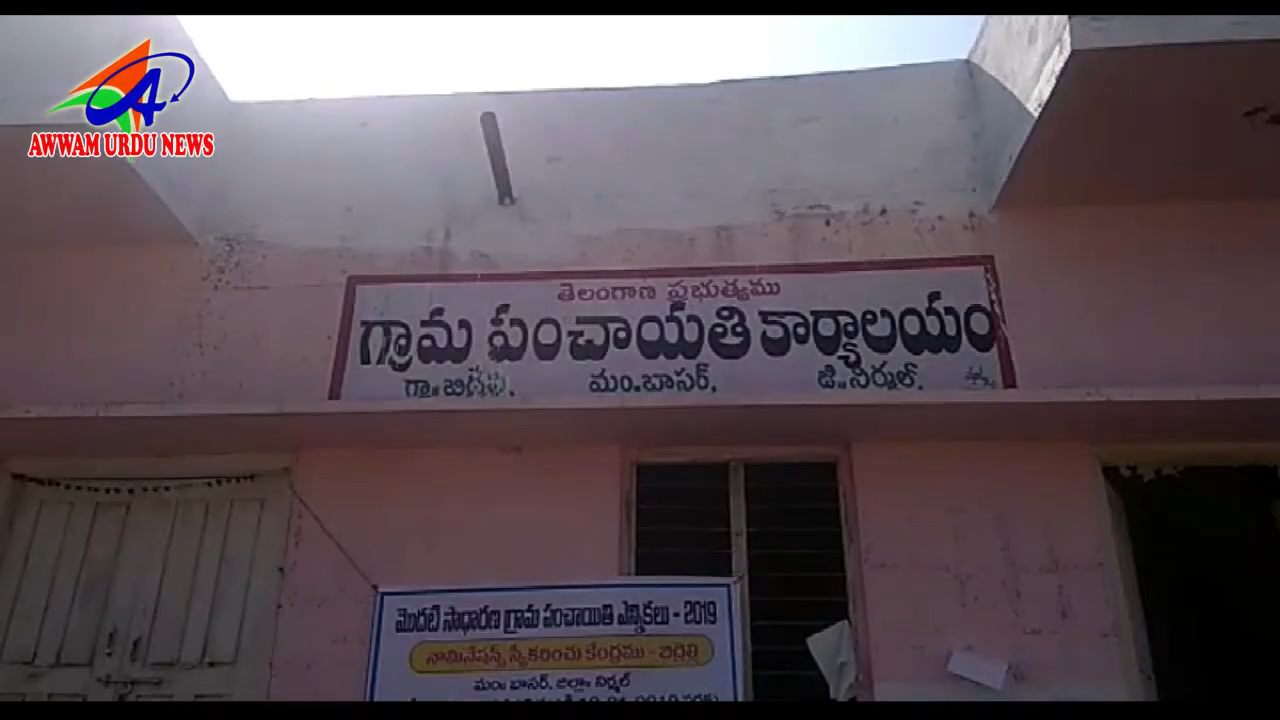 AWWAM URDU NEWS
తెలంగాణ ప్రభుత్వము
గ్రామ పంచాయతి కార్యాలయం
గ్రా॥ మం.బాసర్. జి॥నిర్మల్.
మొదటి సాధారణ గ్రామ పంచాయితి ఎన్నికలు - 2019
నామినేషన్స్ స్వీకరించు కేంద్రము - బిద్రెల్లి
మం॥ బాసర్, జిల్లా॥ నిర్మల్